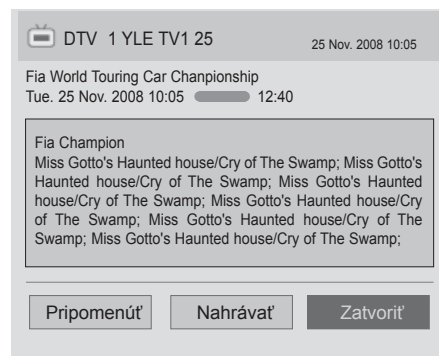 DTV 1 YLE TV1 25 25 Nov. 2008 10:05
Fia World Touring Car Chanpionship
Tue. 25 Nov. 2008 10:05 12:40
Fia Champion
Miss Gotto's Haunted house/Cry of The Swamp; Miss Gotto's
Haunted house/Cry of The Swamp; Miss Gotto's Haunted
house/Cry of The Swamp; Miss Gotto's Haunted house/Cry
of The Swamp; Miss Gotto's Haunted house/Cry of The
Swamp; Miss Gotto's Haunted house/Cry of The Swamp;
Pripomenúť Nahrávať Zatvoriť